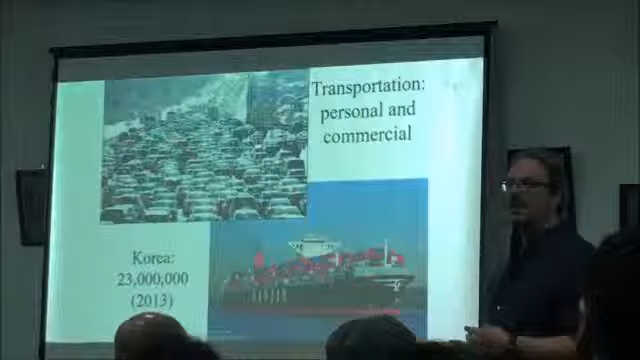 Transportation:
personal and
commercial
Korea:
23,000,000
(2013)